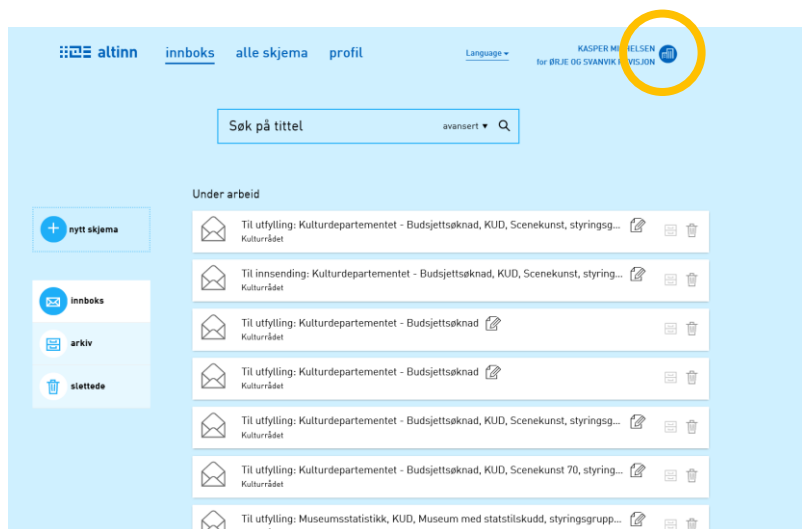 altinn innboks alle skjema profil Language
KASPER MICHELSEN
for ØRJE OG SVANVIK REVISJON
Søk på tittel avansert
Under arbeid
nytt skjema
innboks
arkiv
slettede
Til utfylling: Kulturdepartementet - Budsjettsøknad, KUD, Scenekunst, styringsg...
Kulturrådet
Til innsending: Kulturdepartementet - Budsjettsøknad, KUD, Scenekunst, styring...
Kulturrådet
Til utfylling: Kulturdepartementet - Budsjettsøknad
Kulturrådet
Til utfylling: Kulturdepartementet - Budsjettsøknad
Kulturrådet
Til utfylling: Kulturdepartementet - Budsjettsøknad, KUD, Scenekunst, styringsg...
Kulturrådet
Til utfylling: Kulturdepartementet - Budsjettsøknad, KUD, Scenekunst 70, styring...
Kulturrådet
Til utfylling: Museumsstatistikk, KUD, Museum med statstilskudd, styringsgrupp...